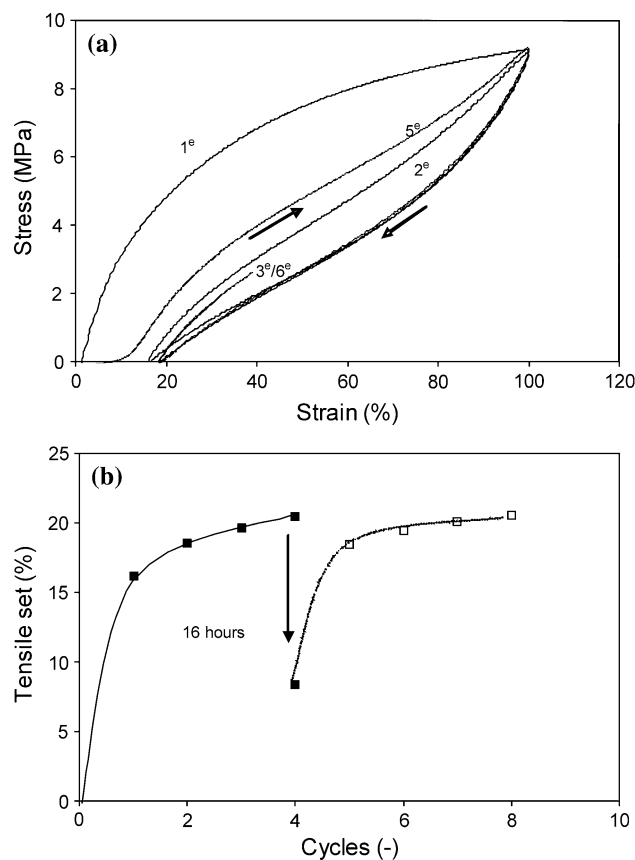 (a)
Stress (MPa)
10
8
6
4
2
0
1e
5e
2e
3e/6e
0 20 40 60 80 100 120
Strain (%)
(b)
Tensile set (%)
25
20
15
10
5
0
16 hours
0 2 4 6 8 10
Cycles (-)